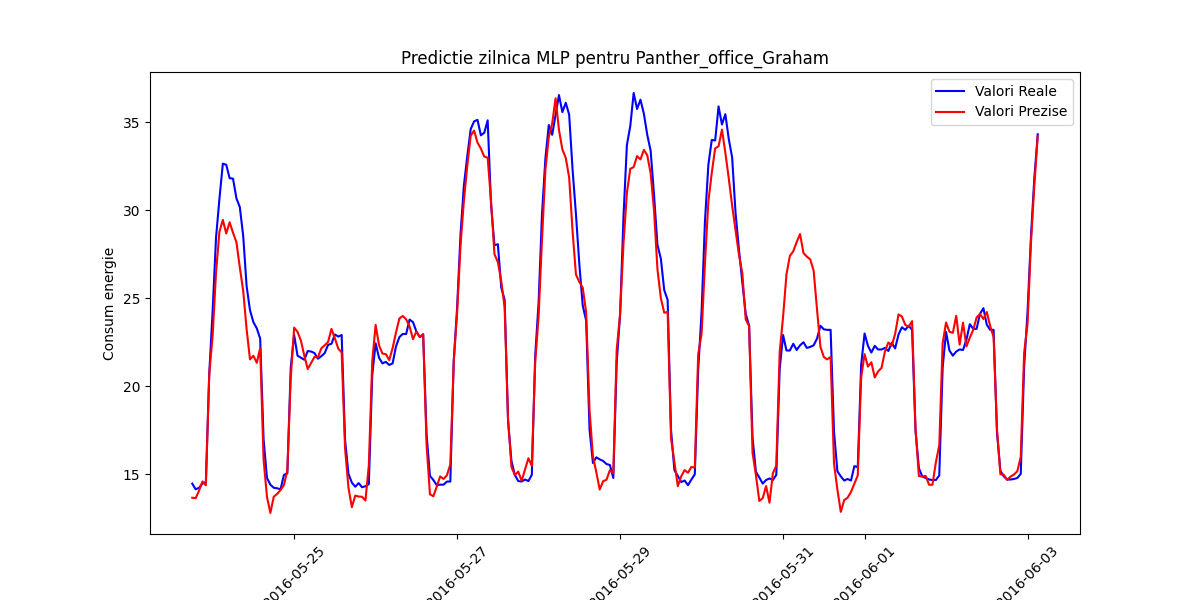 Predictie zilnica MLP pentru Panther_office_Graham
Valori Reale
Valori Prezise
Consum energie
35
30
25
20
15
2016-05-25
2016-05-27
2016-05-29
2016-05-31
2016-06-01
2016-06-03